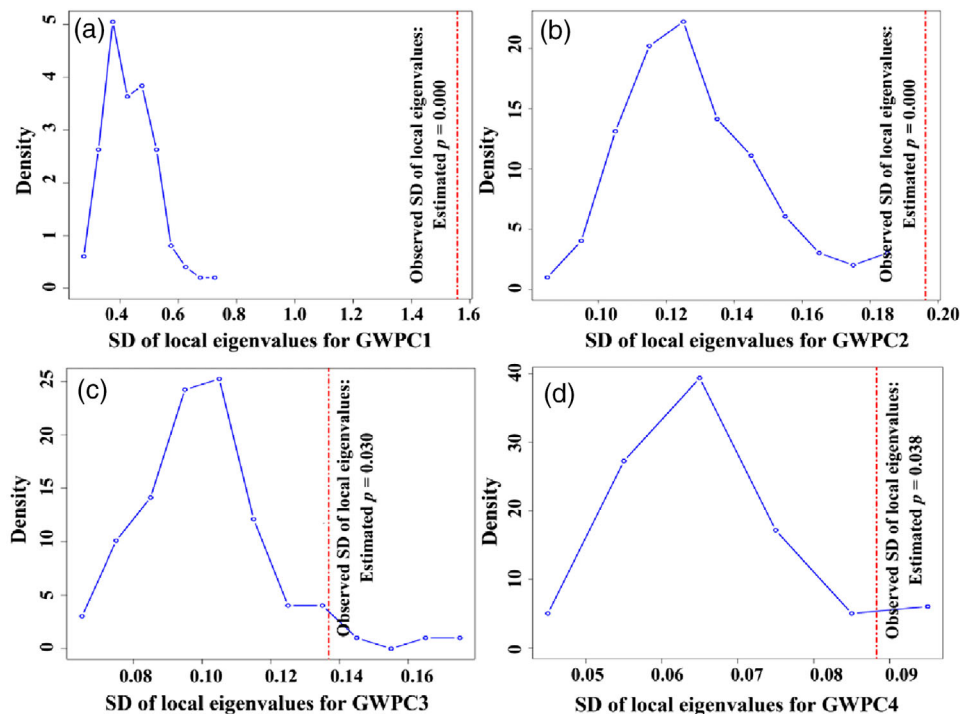 (a)
Density
0 1 2 3 4 5
Observed SD of local eigenvalues:
Estimated p = 0.000
0.4 0.6 0.8 1.0 1.2 1.4 1.6
SD of local eigenvalues for GWPC1
(b)
Density
0 5 10 15 20
Observed SD of local eigenvalues:
Estimated p = 0.000
0.10 0.12 0.14 0.16 0.18 0.20
SD of local eigenvalues for GWPC2
(c)
Density
0 5 10 15 20 25
Observed SD of local eigenvalues:
Estimated p = 0.030
0.08 0.10 0.12 0.14 0.16
SD of local eigenvalues for GWPC3
(d)
Density
0 10 20 30 40
Observed SD of local eigenvalues:
Estimated p = 0.038
0.05 0.06 0.07 0.08 0.09
SD of local eigenvalues for GWPC4